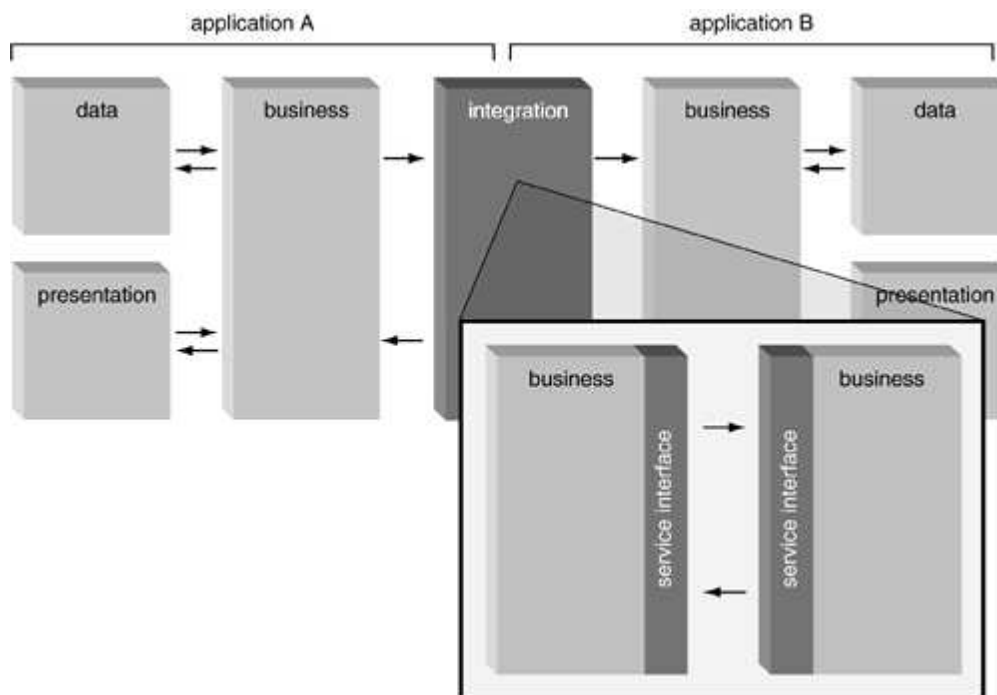 application A
application B
data
business
integration
business
data
presentation
presentation
business
service interface
service interface
business